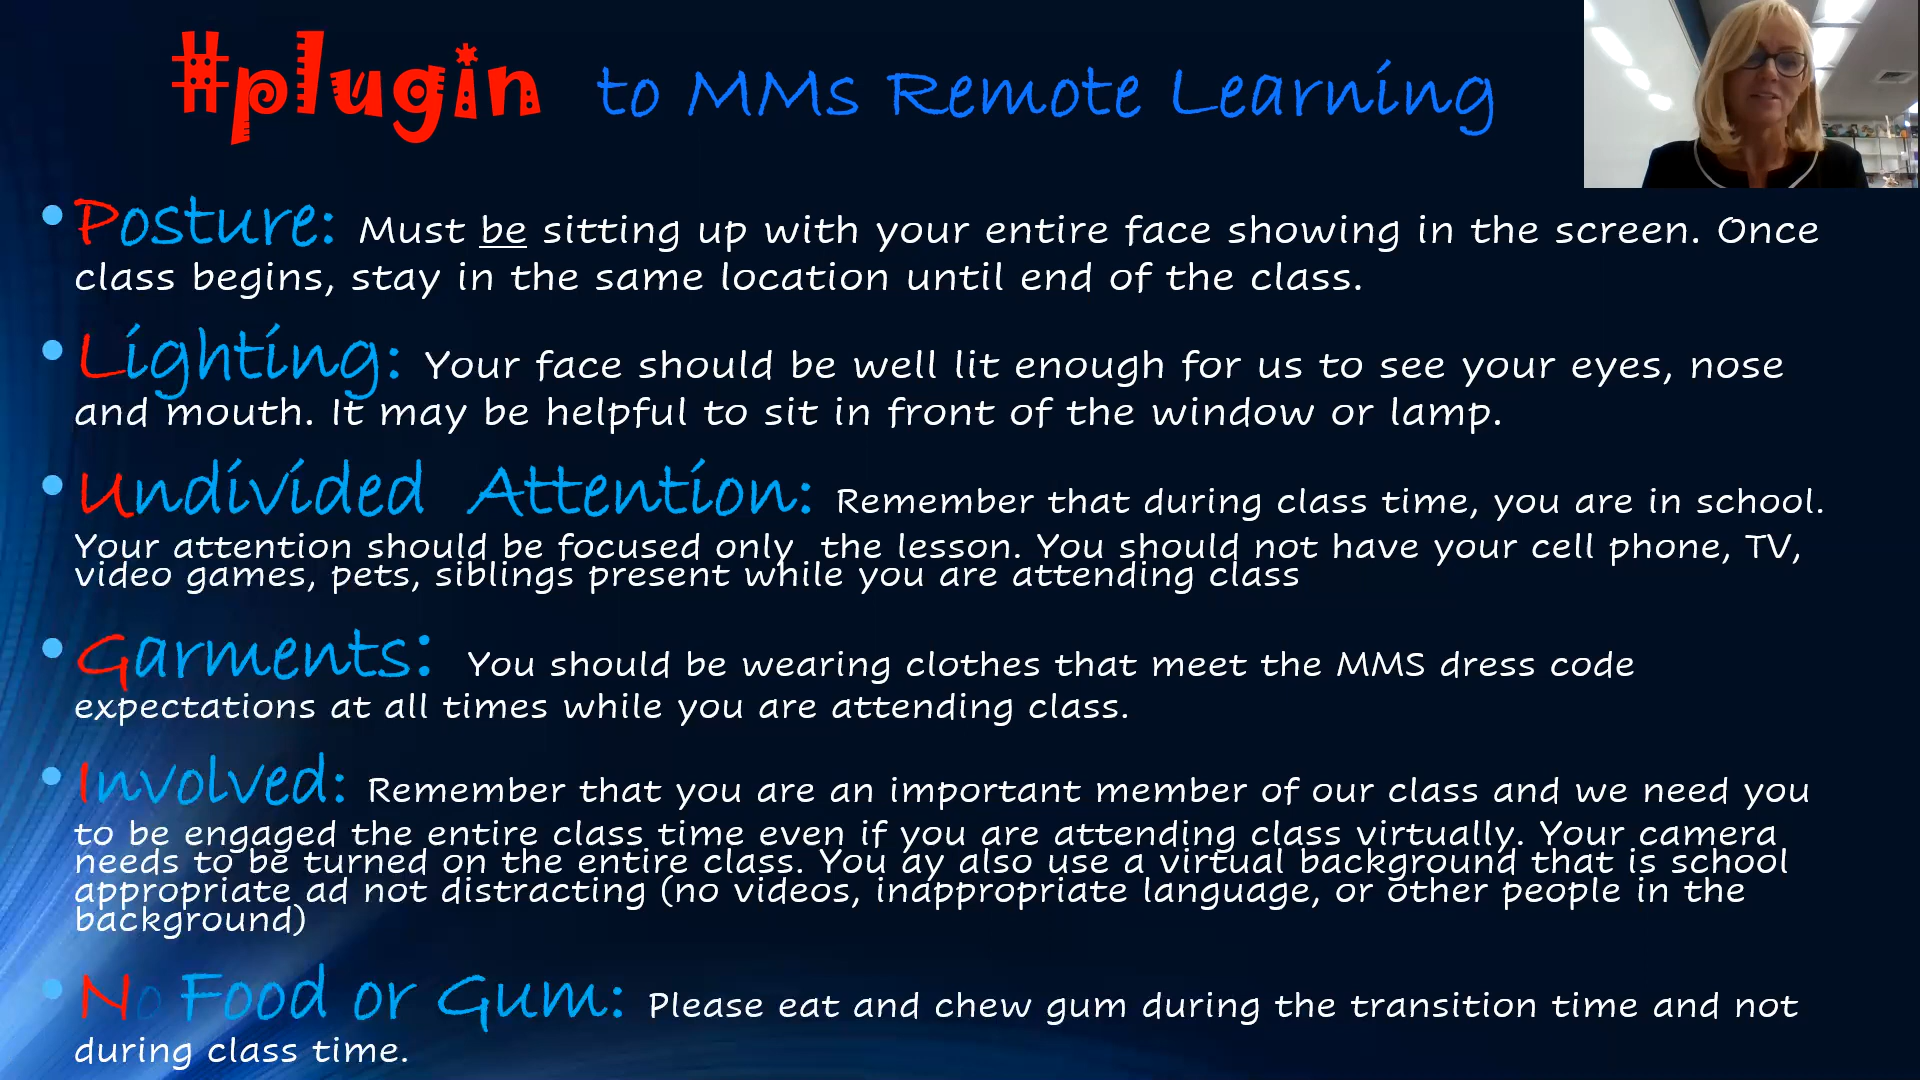 #plugin to MMs Remote Learning
• Posture: Must be sitting up with your entire face showing in the screen. Once
class begins, stay in the same location until end of the class.
• Lighting: Your face should be well lit enough for us to see your eyes, nose
and mouth. It may be helpful to sit in front of the window or lamp.
• Undivided Attention: Remember that during class time, you are in school.
Your attention should be focused only the lesson. You should not have your cell phone, TV,
video games, pets, siblings present while you are attending class
• Garments: You should be wearing clothes that meet the MMS dress code
expectations at all times while you are attending class.
• Involved: Remember that you are an important member of our class and we need you
to be engaged the entire class time even if you are attending class virtually. Your camera
needs to be turned on the entire class. You ay also use a virtual background that is school
appropriate ad not distracting (no videos, inappropriate language, or other people in the
background)
• No Food or Gum: Please eat and chew gum during the transition time and not
during class time.